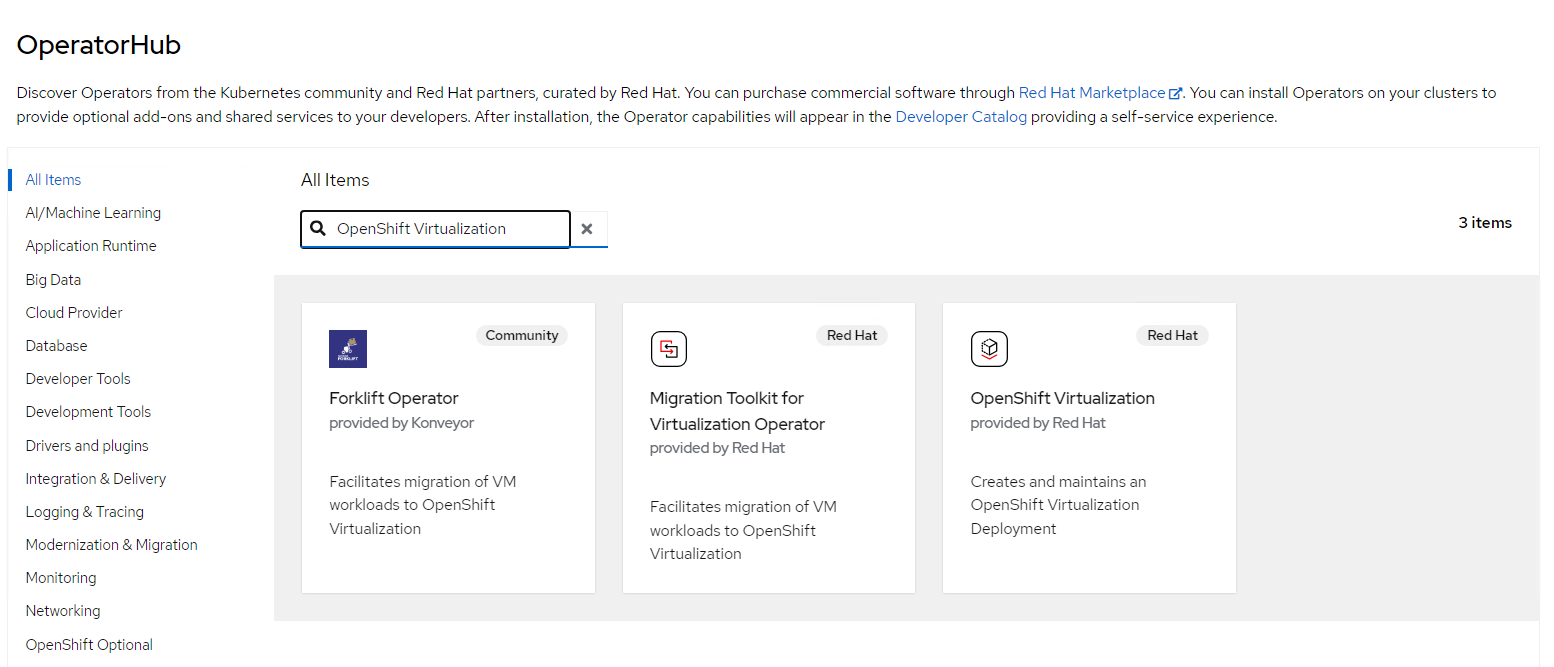 OperatorHub
Discover Operators from the Kubernetes community and Red Hat partners, curated by Red Hat. You can purchase commercial software through Red Hat Marketplace. You can install Operators on your clusters to
provide optional add-ons and shared services to your developers. After installation, the Operator capabilities will appear in the Developer Catalog providing a self-service experience.
All Items
AI/Machine Learning
Application Runtime
Big Data
Cloud Provider
Database
Developer Tools
Development Tools
Drivers and plugins
Integration & Delivery
Logging & Tracing
Modernization & Migration
Monitoring
Networking
OpenShift Optional
All Items
OpenShift Virtualization
3 items
Community
FORKLIFT
Forklift Operator
provided by Konveyor
Facilitates migration of VM
workloads to OpenShift
Virtualization
Red Hat
Migration Toolkit for
Virtualization Operator
provided by Red Hat
Facilitates migration of VM
workloads to OpenShift
Virtualization
Red Hat
OpenShift Virtualization
provided by Red Hat
Creates and maintains an
OpenShift Virtualization
Deployment